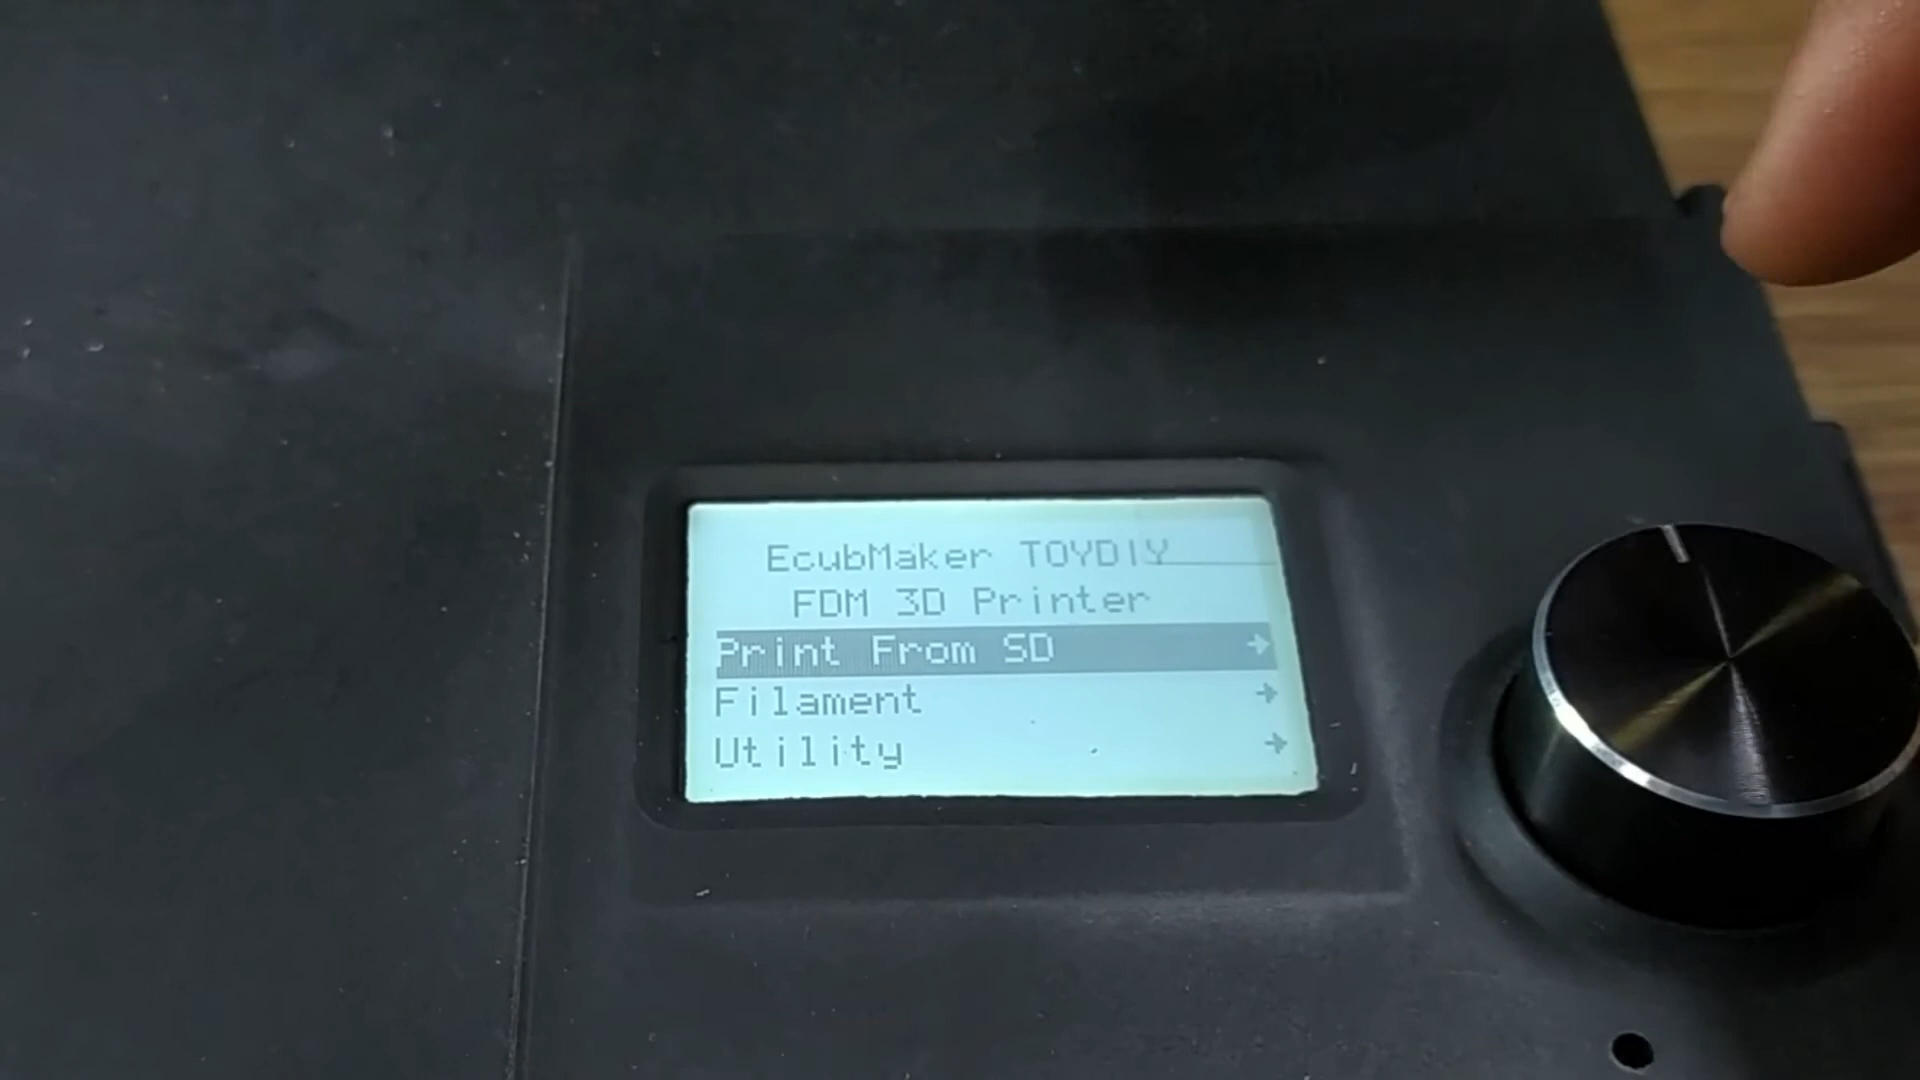 EcubMaker TOYDIY
FDM 3D Printer
Print From SD →
Filament →
Utility →